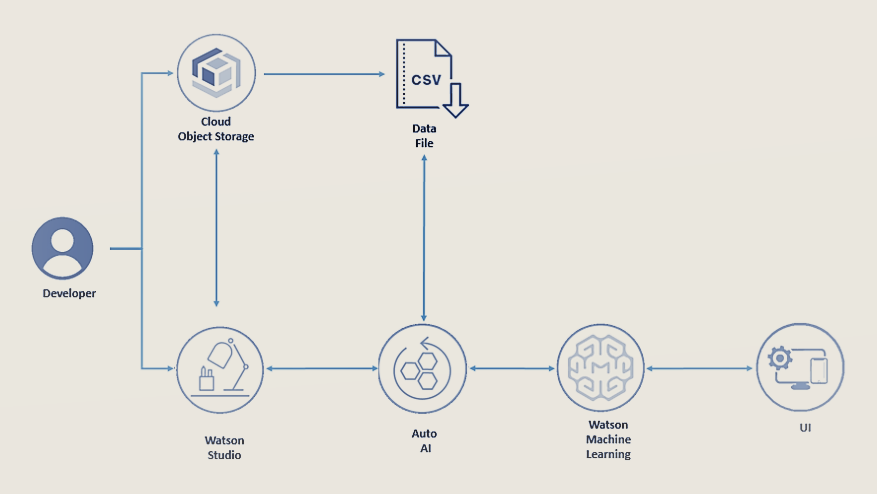 Cloud
Object Storage
CSV
Data
File
Developer
Watson
Studio
Auto
AI
Watson
Machine
Learning
UI